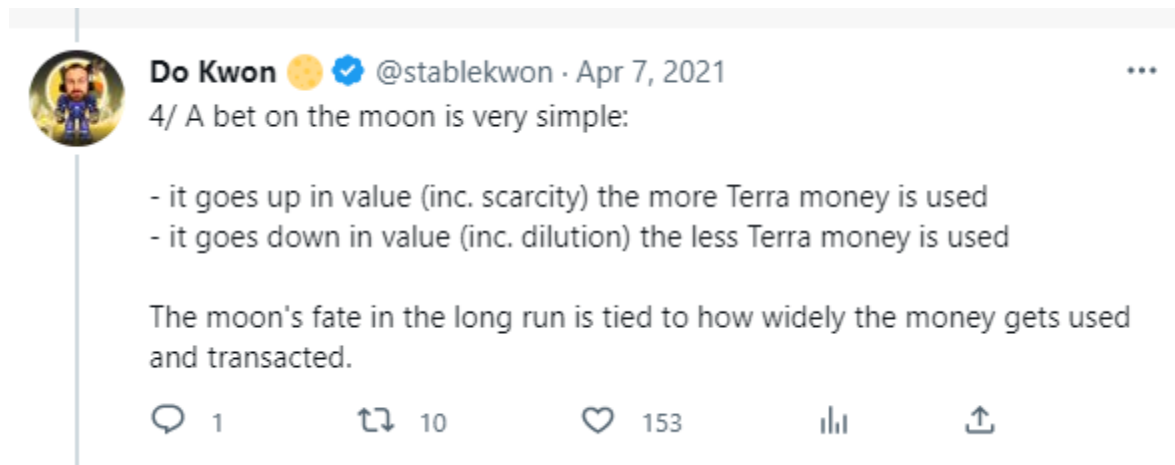 Do Kwon 🌕 @stablekwon · Apr 7, 2021
4/ A bet on the moon is very simple:
- it goes up in value (inc. scarcity) the more Terra money is used
- it goes down in value (inc. dilution) the less Terra money is used
The moon's fate in the long run is tied to how widely the money gets used
and transacted.
1 10 153